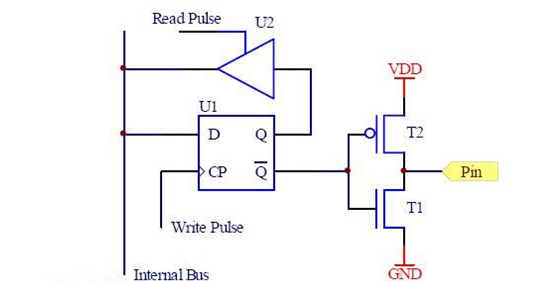 Read Pulse
U2
VDD
U1
D
Q
T2
CP
Q
Pin
T1
Write Pulse
Internal Bus
GND